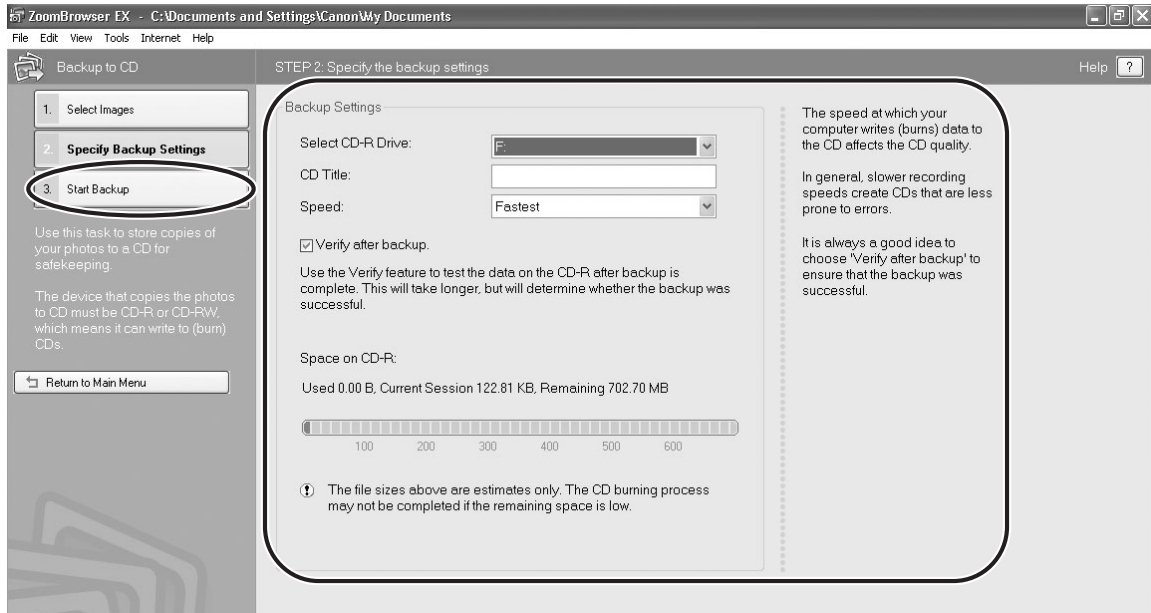 ZoomBrowser EX - C:\Documents and Settings\Canon\My Documents
File Edit View Tools Internet Help
Backup to CD
STEP 2: Specify the backup settings
Help ?
1. Select Images
2. Specify Backup Settings
3. Start Backup
Use this task to store copies of
your photos to a CD for
safekeeping.
The device that copies the photos
to CD must be CD-R or CD-RW,
which means it can write to (burn)
CDs.
Return to Main Menu
Backup Settings
Select CD-R Drive: F:
CD Title:
Speed: Fastest
Verify after backup.
Use the Verify feature to test the data on the CD-R after backup is
complete. This will take longer, but will determine whether the backup was
successful.
Space on CD-R:
Used 0.00 B, Current Session 122.81 KB, Remaining 702.70 MB
100 200 300 400 500 600
The file sizes above are estimates only. The CD burning process
may not be completed if the remaining space is low.
The speed at which your
computer writes (burns) data to
the CD affects the CD quality.
In general, slower recording
speeds create CDs that are less
prone to errors.
It is always a good idea to
choose 'Verify after backup' to
ensure that the backup was
successful.